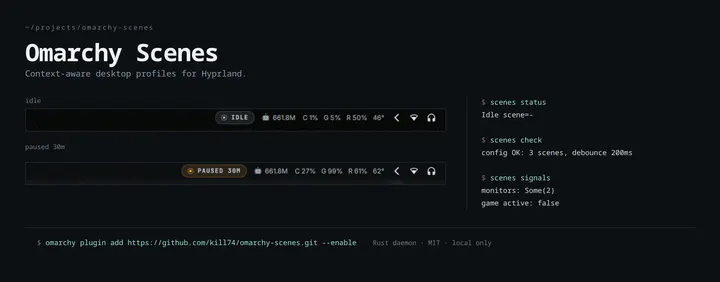 ~/projects/omarchy-scenes
Omarchy Scenes
Context-aware desktop profiles for Hyprland.
idle
IDLE 661.8M C 1% G 5% R 50% 46°
paused 30m
PAUSED 30M 661.8M C 27% G 99% R 61% 62°
$ scenes status
Idle scene=-
$ scenes check
config OK: 3 scenes, debounce 200ms
$ scenes signals
monitors: Some(2)
game active: false
$ omarchy plugin add https://github.com/kill74/omarchy-scenes.git --enable
Rust daemon · MIT · local only